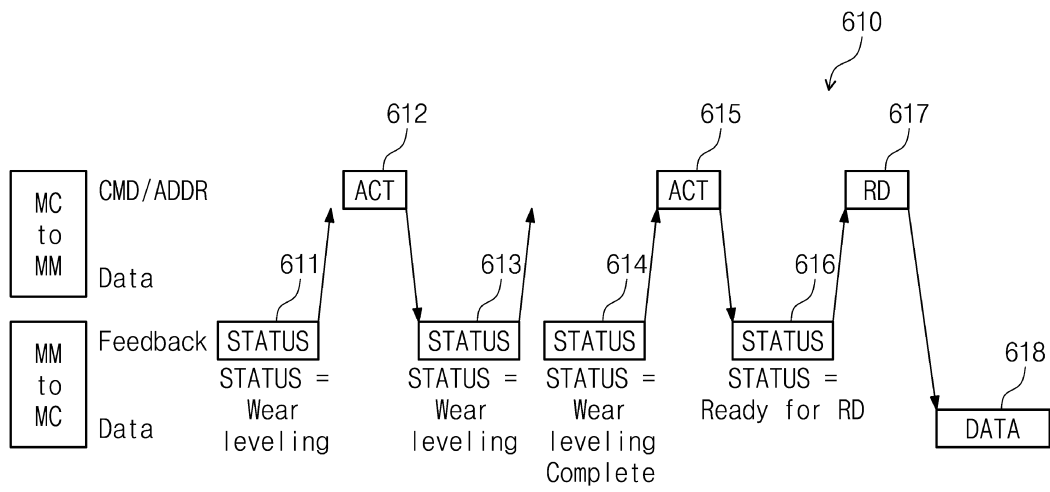 610
612
615
617
MC
to
MM
CMD/ADDR
ACT
ACT
RD
Data
611
613
614
616
MM
to
MC
Feedback
STATUS
STATUS
STATUS
STATUS
STATUS =
Wear
leveling
STATUS =
Wear
leveling
STATUS =
Wear
leveling
Complete
STATUS =
Ready for RD
618
Data
DATA